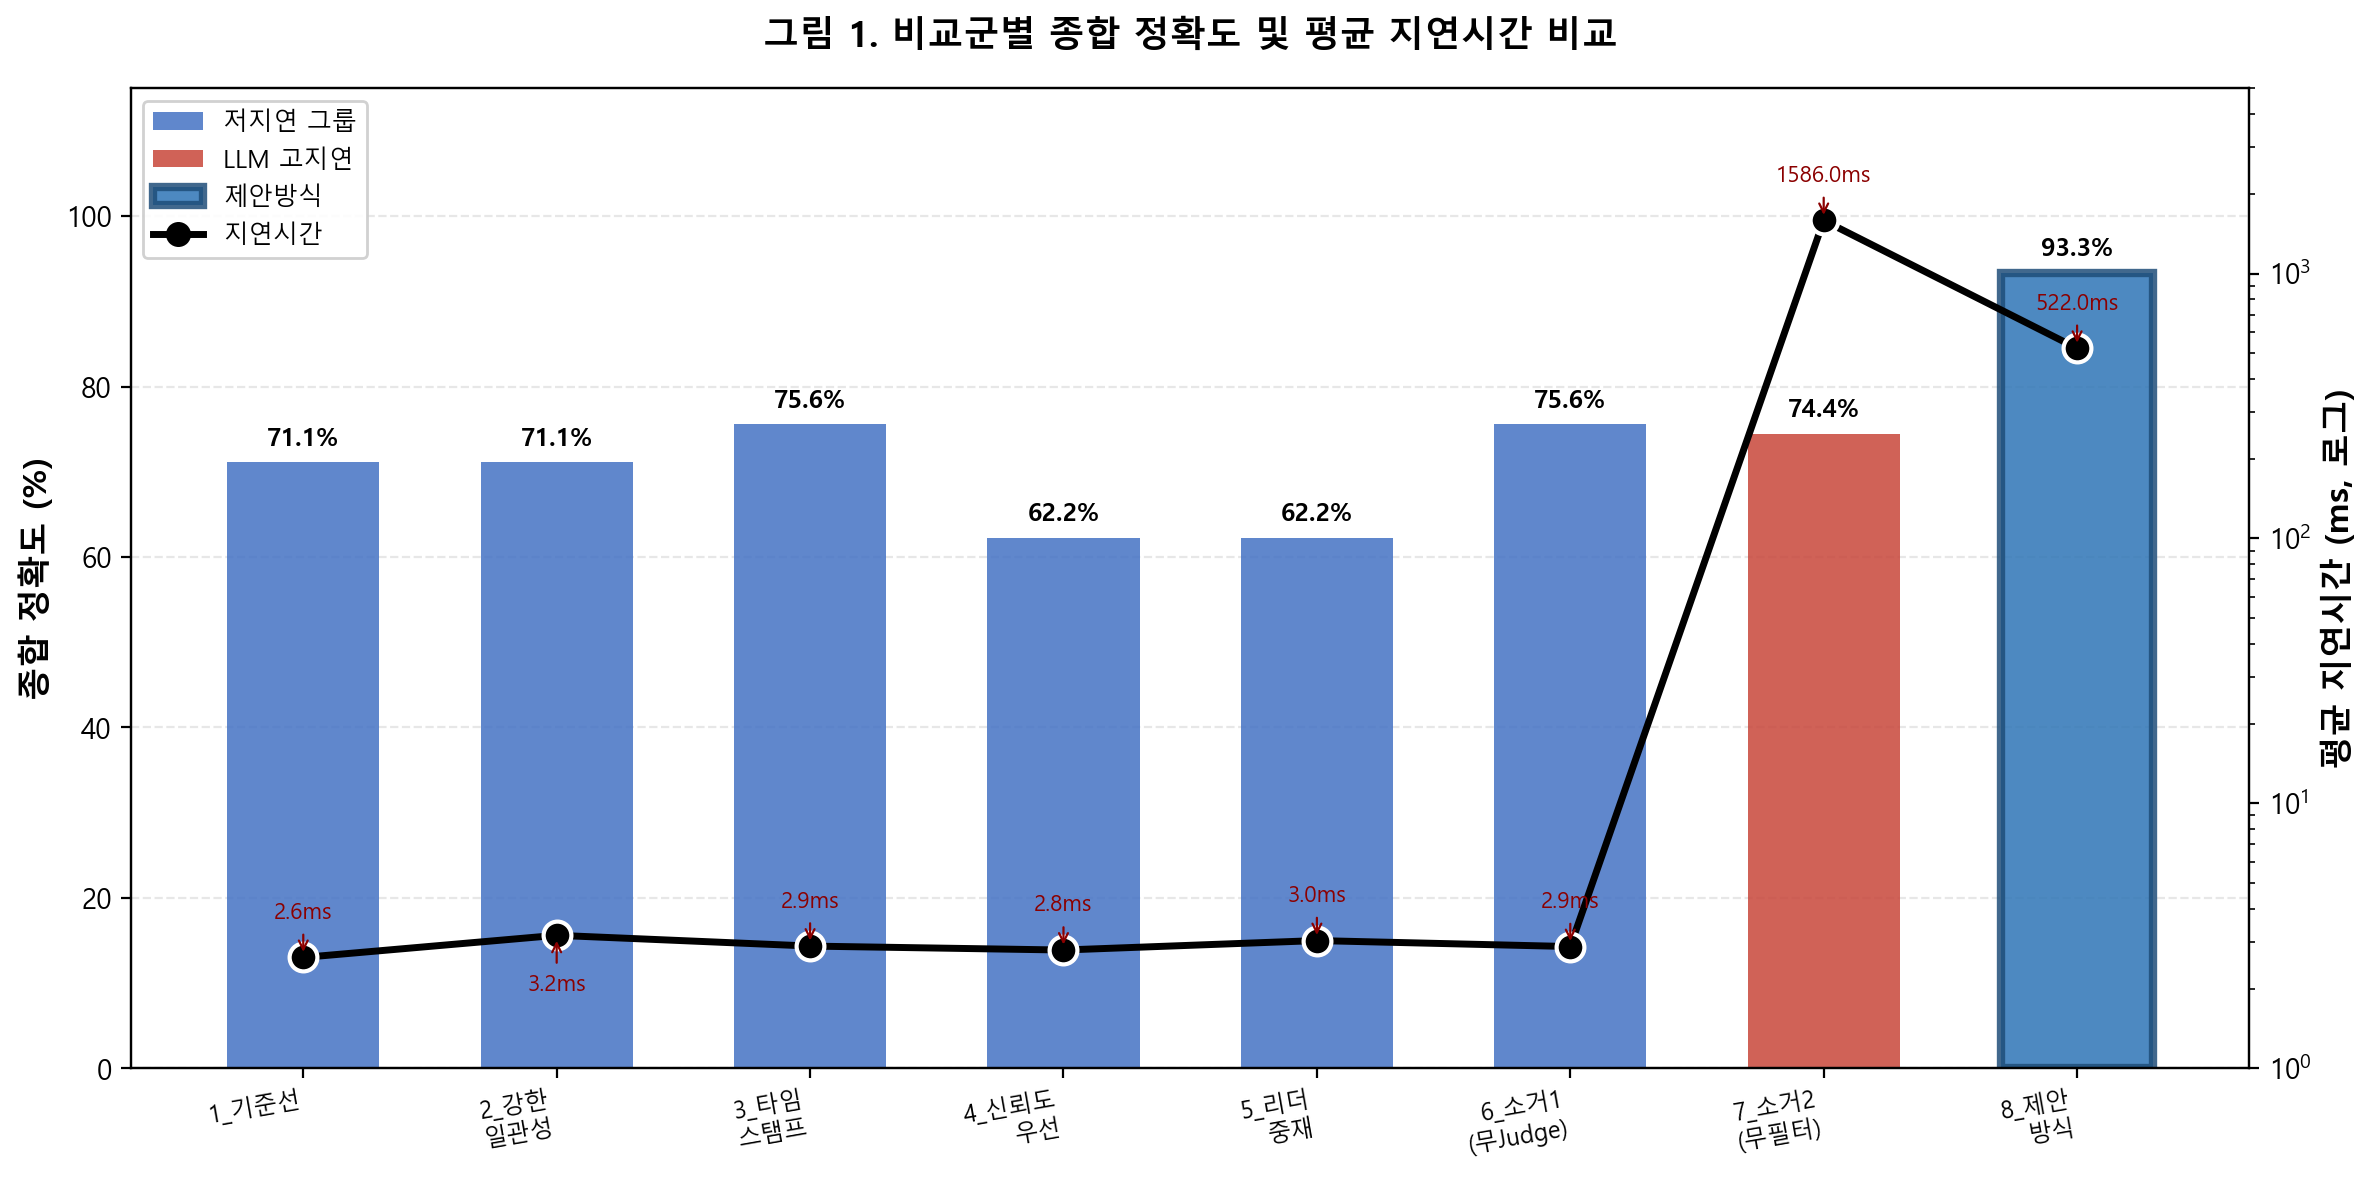 그림 1. 비교군별 종합 정확도 및 평균 지연시간 비교
저지연 그룹
LLM 고지연
제안방식
지연시간
종합 정확도 (%)
100
80
60
40
20
0
71.1%
71.1%
75.6%
62.2%
62.2%
75.6%
74.4%
93.3%
2.6ms
3.2ms
2.9ms
2.8ms
3.0ms
2.9ms
1586.0ms
522.0ms
10³
10²
10¹
10⁰
평균 지연시간 (ms, 로그)
1_기준선
2_강한
일관성
3_타임
스탬프
4_신뢰도
우선
5_리더
중재
6_소거1
(무Judge)
7_소거2
(무필터)
8_제안
방식